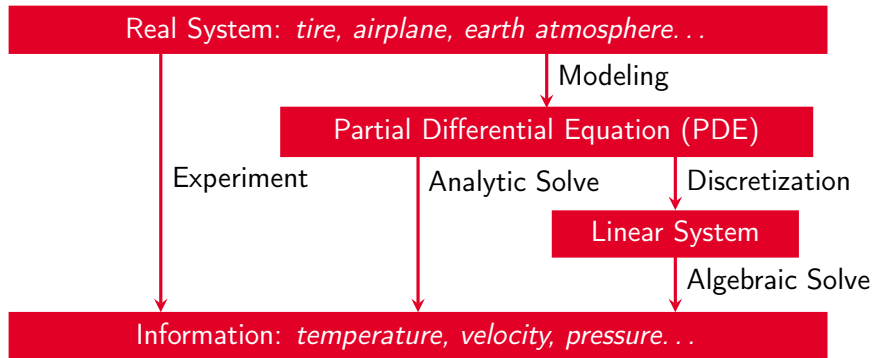 Real System: tire, airplane, earth atmosphere...
Modeling
Partial Differential Equation (PDE)
Experiment
Analytic Solve
Discretization
Linear System
Algebraic Solve
Information: temperature, velocity, pressure...